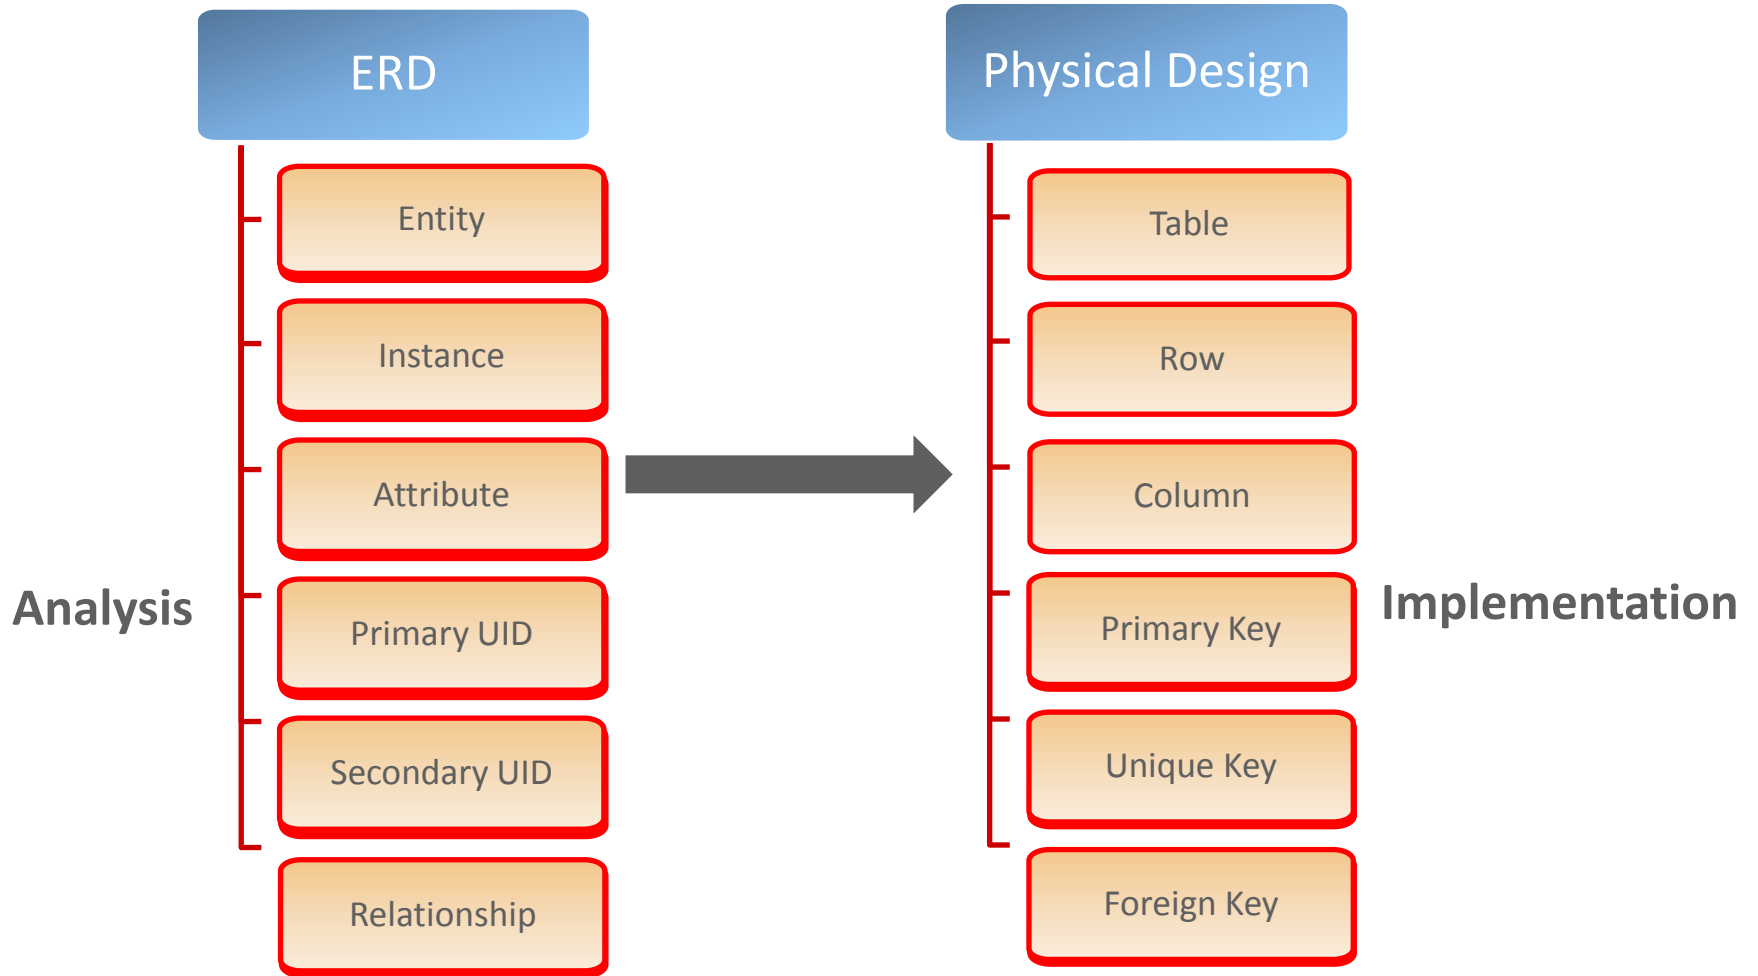 ERD
Physical Design
Entity
Table
Instance
Row
Attribute
Column
Analysis
Primary UID
Primary Key
Implementation
Secondary UID
Unique Key
Relationship
Foreign Key